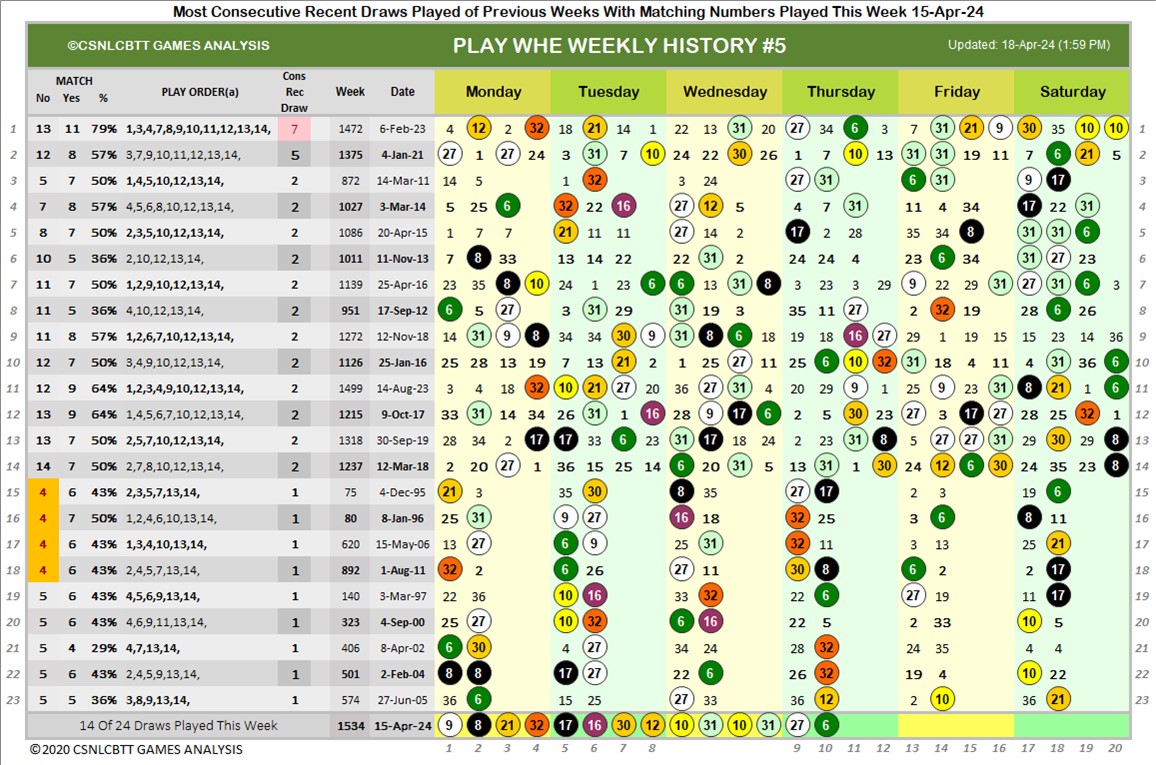 Most Consecutive Recent Draws Played of Previous Weeks With Matching Numbers Played This Week 15-Apr-24
©CSNLCBTT GAMES ANALYSIS PLAY WHE WEEKLY HISTORY #5 Updated: 18-Apr-24 (1:59 PM)
MATCH Cons
No Yes % PLAY ORDER(a) Rec Week Date Monday Tuesday Wednesday Thursday Friday Saturday
Draw
1 13 11 79% 1,3,4,7,8,9,10,11,12,13,14, 7 1472 6-Feb-23 4 12 2 32 18 21 14 1 22 13 31 20 27 34 6 3 7 31 21 9 30 35 10 10 1
2 12 8 57% 3,7,9,10,11,12,13,14, 5 1375 4-Jan-21 27 1 27 24 3 31 7 10 24 22 30 26 1 7 10 13 31 31 19 11 7 6 21 5 2
3 5 7 50% 1,4,5,10,12,13,14, 2 872 14-Mar-11 14 5 1 32 3 24 27 31 6 31 9 17 3
4 7 8 57% 4,5,6,8,10,12,13,14, 2 1027 3-Mar-14 5 25 6 32 22 16 27 12 5 4 7 31 11 4 34 17 22 31 4
5 8 7 50% 2,3,5,10,12,13,14, 2 1086 20-Apr-15 1 7 7 21 11 11 27 14 2 17 2 28 35 34 8 31 31 6 5
6 10 5 36% 2,10,12,13,14, 2 1011 11-Nov-13 7 8 33 13 14 22 22 31 2 24 24 4 23 6 34 31 27 23 6
7 11 7 50% 1,2,9,10,12,13,14, 2 1139 25-Apr-16 23 35 8 10 24 1 23 6 6 13 31 8 3 23 3 29 9 22 29 31 27 31 6 3 7
8 11 5 36% 4,10,12,13,14, 2 951 17-Sep-12 6 5 27 3 31 29 31 19 3 35 11 27 2 32 19 28 6 26 8
9 11 8 57% 1,2,6,7,10,12,13,14, 2 1272 12-Nov-18 14 31 9 8 34 34 30 9 31 8 6 18 19 18 16 27 29 1 19 15 15 23 14 36 9
10 12 7 50% 3,4,9,10,12,13,14, 2 1126 25-Jan-16 25 28 13 19 7 13 21 2 1 25 27 11 25 6 10 32 31 18 4 11 4 31 36 6 10
11 12 9 64% 1,2,3,4,9,10,12,13,14, 2 1499 14-Aug-23 3 4 18 32 10 21 27 20 36 27 31 4 20 29 9 1 25 9 23 31 8 21 1 6 11
12 13 9 64% 1,4,5,6,7,10,12,13,14, 2 1215 9-Oct-17 33 31 14 34 26 31 1 16 28 9 17 6 2 5 30 23 27 3 17 27 28 25 32 1 12
13 13 7 50% 2,5,7,10,12,13,14, 2 1318 30-Sep-19 28 34 2 17 17 33 6 23 31 17 18 24 2 23 31 8 5 27 27 31 29 30 29 8 13
14 14 7 50% 2,7,8,10,12,13,14, 2 1237 12-Mar-18 2 20 27 1 36 15 25 14 6 20 31 5 13 31 1 30 24 12 6 30 24 35 23 8 14
15 4 6 43% 2,3,5,7,13,14, 1 75 4-Dec-95 21 3 35 30 8 35 27 17 2 3 19 6 15
16 4 7 50% 1,2,4,6,10,13,14, 1 80 8-Jan-96 25 31 9 27 16 18 32 25 3 6 8 11 16
17 4 6 43% 1,3,4,10,13,14, 1 620 15-May-06 13 27 6 9 25 31 32 11 3 13 25 21 17
18 4 6 43% 2,4,5,7,13,14, 1 892 1-Aug-11 32 2 6 26 27 11 30 8 6 2 2 17 18
19 5 6 43% 4,5,6,9,13,14, 1 140 3-Mar-97 22 36 10 16 33 32 22 6 27 19 11 17 19
20 5 6 43% 4,6,9,11,13,14, 1 323 4-Sep-00 25 27 10 32 6 16 22 5 2 33 10 5 20
21 5 4 29% 4,7,13,14, 1 406 8-Apr-02 6 30 4 27 34 24 11 32 24 35 4 4 21
22 5 6 43% 2,4,5,9,13,14, 1 501 2-Feb-04 8 8 17 27 22 6 26 32 19 4 10 22 22
23 5 5 36% 3,8,9,13,14, 1 574 27-Jun-05 36 6 15 25 27 33 36 12 2 10 36 21 23
14 Of 24 Draws Played This Week 1534 15-Apr-24 9 8 21 32 17 16 30 12 10 31 10 31 27 6
©2020 CSNLCBTT GAMES ANALYSIS 1 2 3 4 5 6 7 8 9 10 11 12 13 14 15 16 17 18 19 20